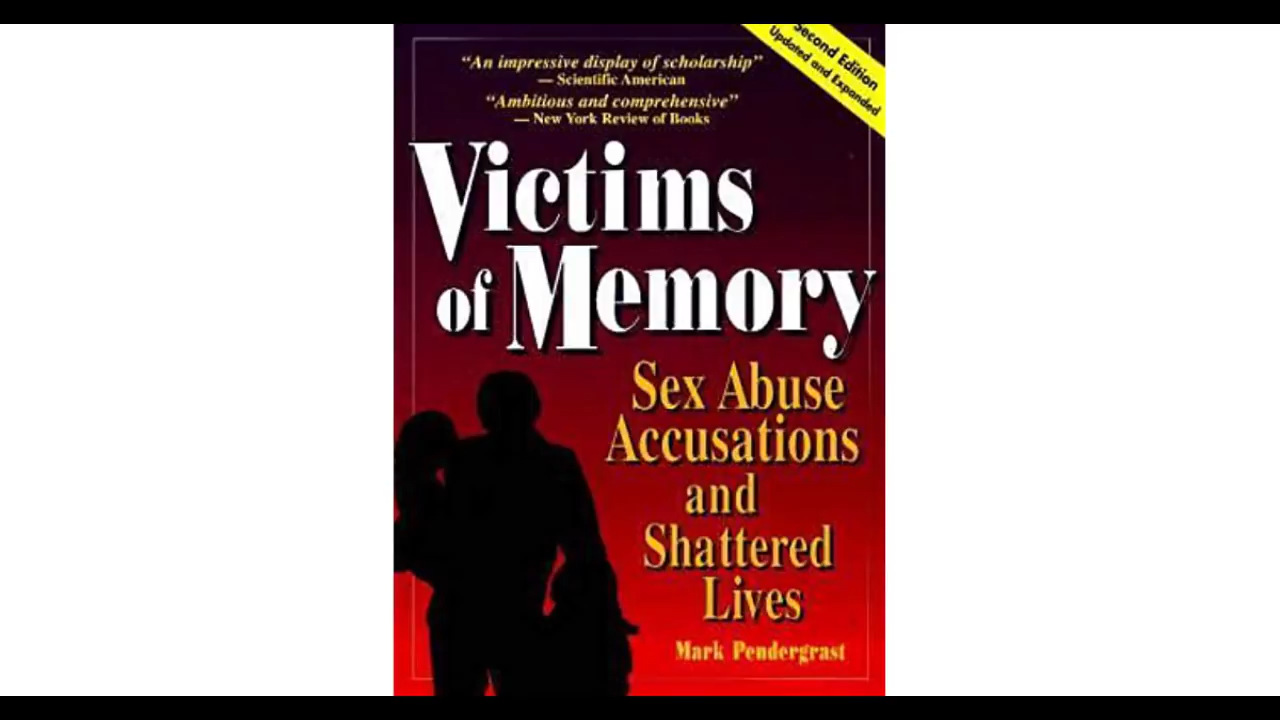 Second Edition
Updated and Expanded
“An impressive display of scholarship”
— Scientific American
“Ambitious and comprehensive”
— New York Review of Books
Victims
of Memory
Sex Abuse
Accusations
and
Shattered
Lives
Mark Pendergrast